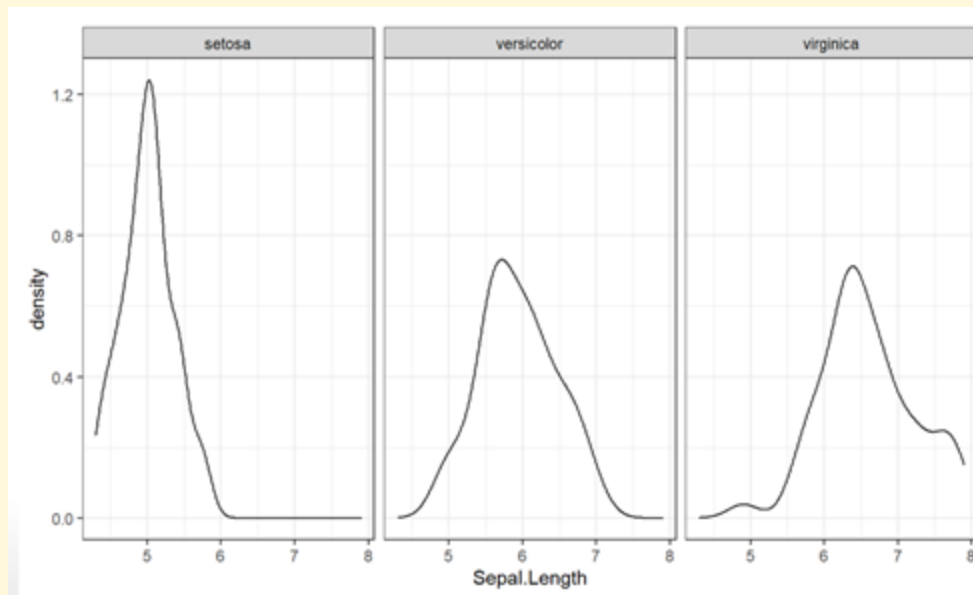 setosa
versicolor
virginica
1.2
0.8
0.4
0.0
density
5 6 7 8
5 6 7 8
5 6 7 8
Sepal.Length